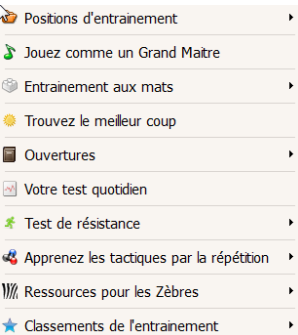 Positions d'entrainement
Jouez comme un Grand Maitre
Entrainement aux mats
Trouvez le meilleur coup
Ouvertures
Votre test quotidien
Test de résistance
Apprenez les tactiques par la répétition
Ressources pour les Zèbres
Classements de l'entrainement